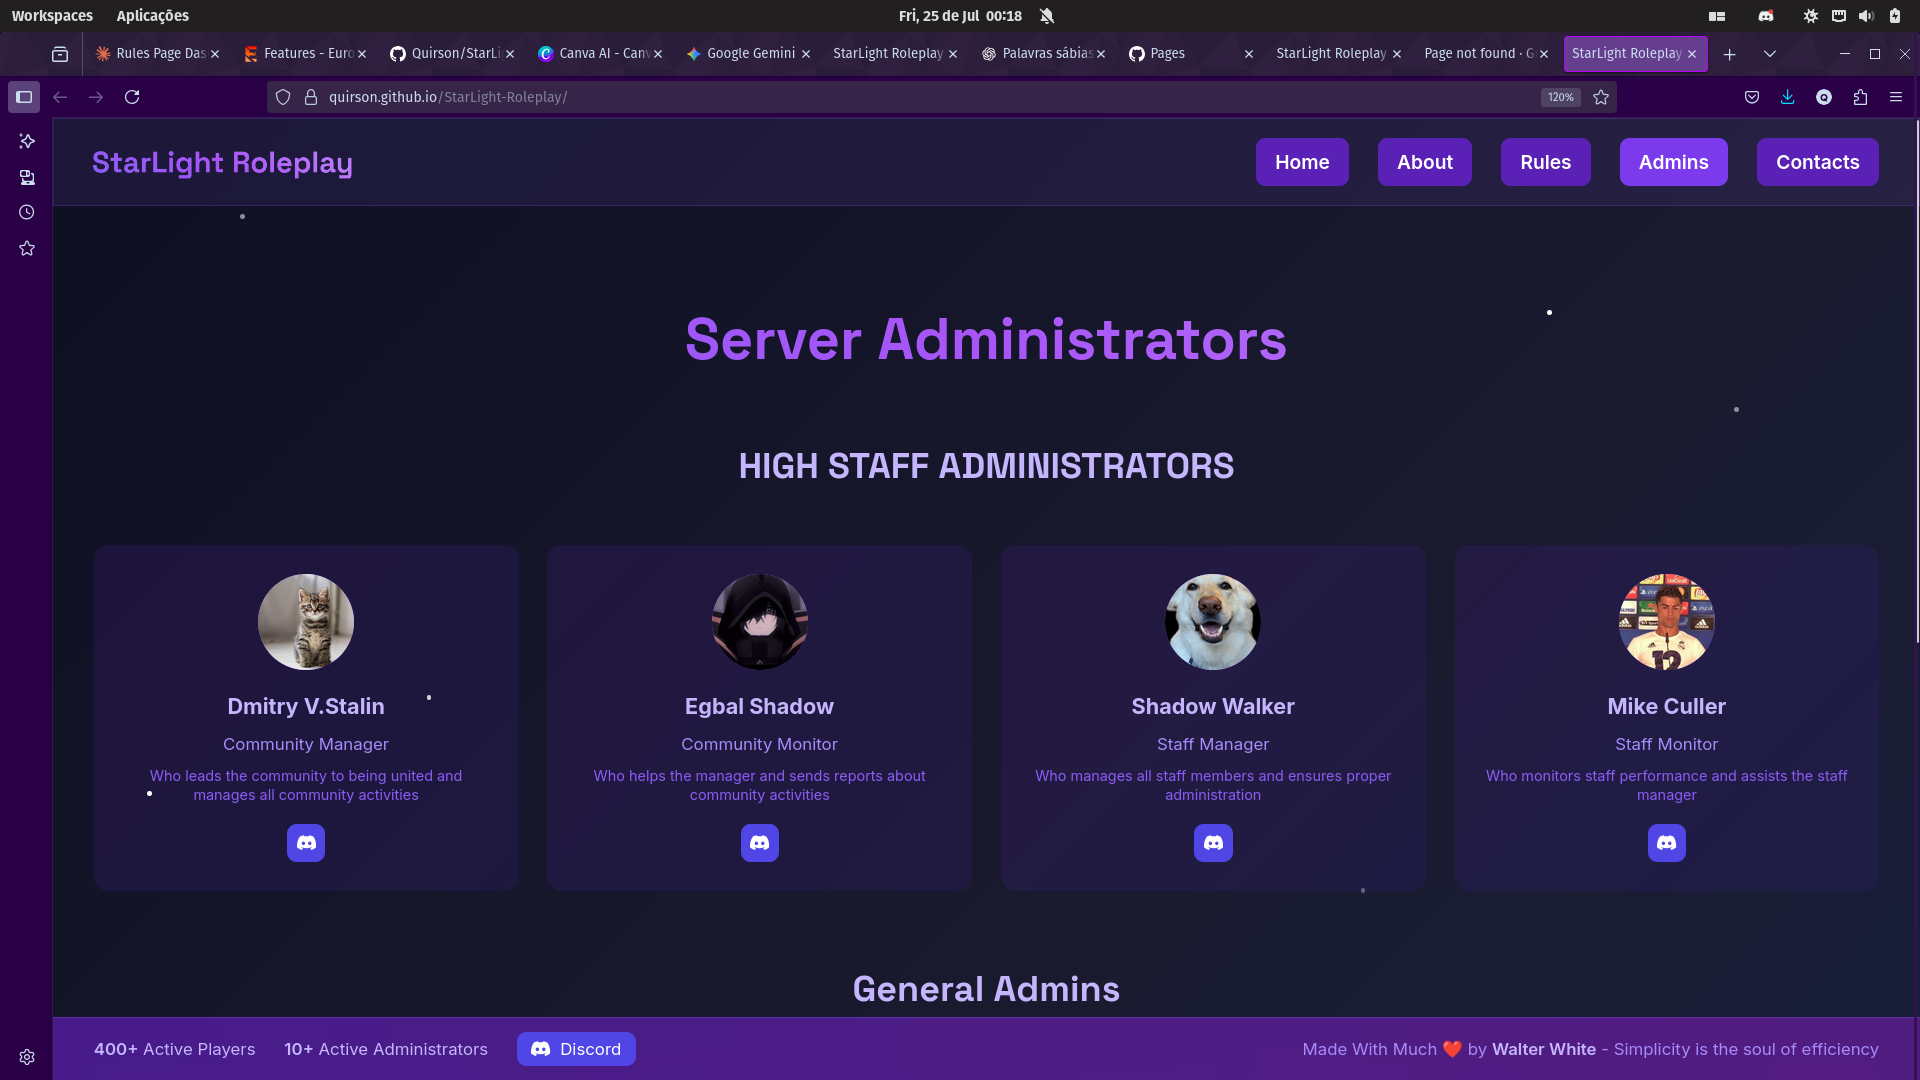 Workspaces Aplicações Fri, 25 de Jul 00:18
Rules Page Das Features - Euro Quirson/StarLi Canva AI - Canv Google Gemini StarLight Roleplay Palavras sábias Pages StarLight Roleplay Page not found · Gi StarLight Roleplay
quirson.github.io/StarLight-Roleplay/ 120%
StarLight Roleplay Home About Rules Admins Contacts
Server Administrators
HIGH STAFF ADMINISTRATORS
Dmitry V.Stalin
Community Manager
Who leads the community to being united and
manages all community activities
Egbal Shadow
Community Monitor
Who helps the manager and sends reports about
community activities
Shadow Walker
Staff Manager
Who manages all staff members and ensures proper
administration
Mike Culler
Staff Monitor
Who monitors staff performance and assists the staff
manager
General Admins
400+ Active Players 10+ Active Administrators Discord Made With Much ❤️ by Walter White - Simplicity is the soul of efficiency